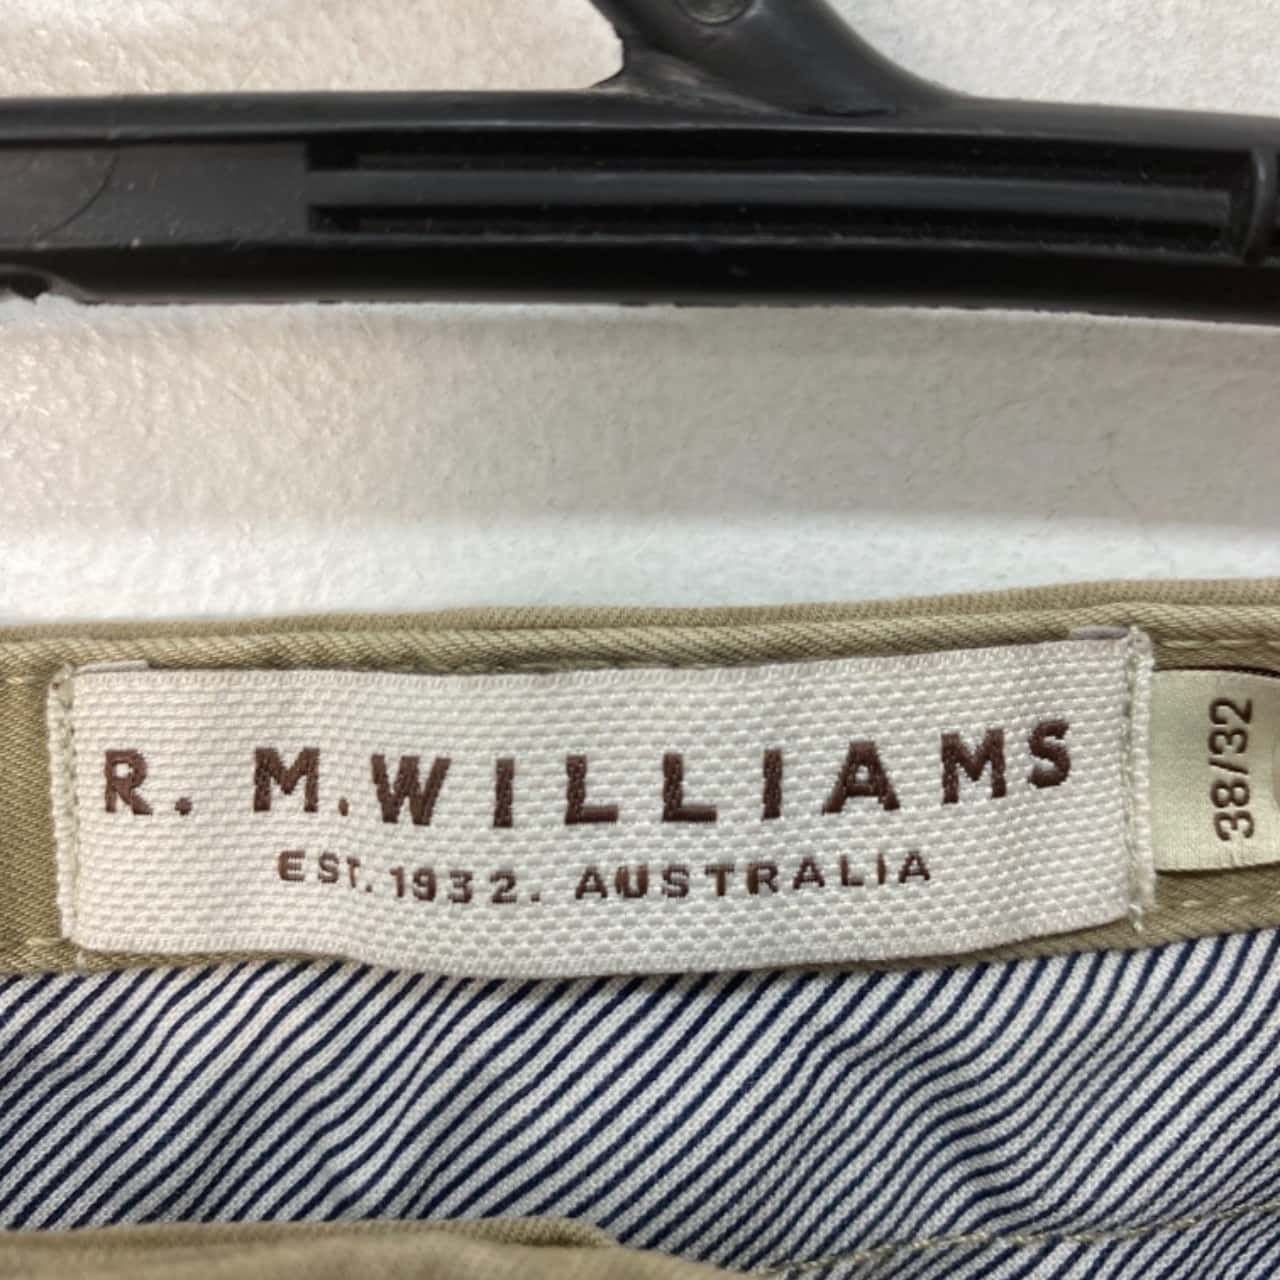 R. M.WILLIAMS
EST. 1932. AUSTRALIA
38/32